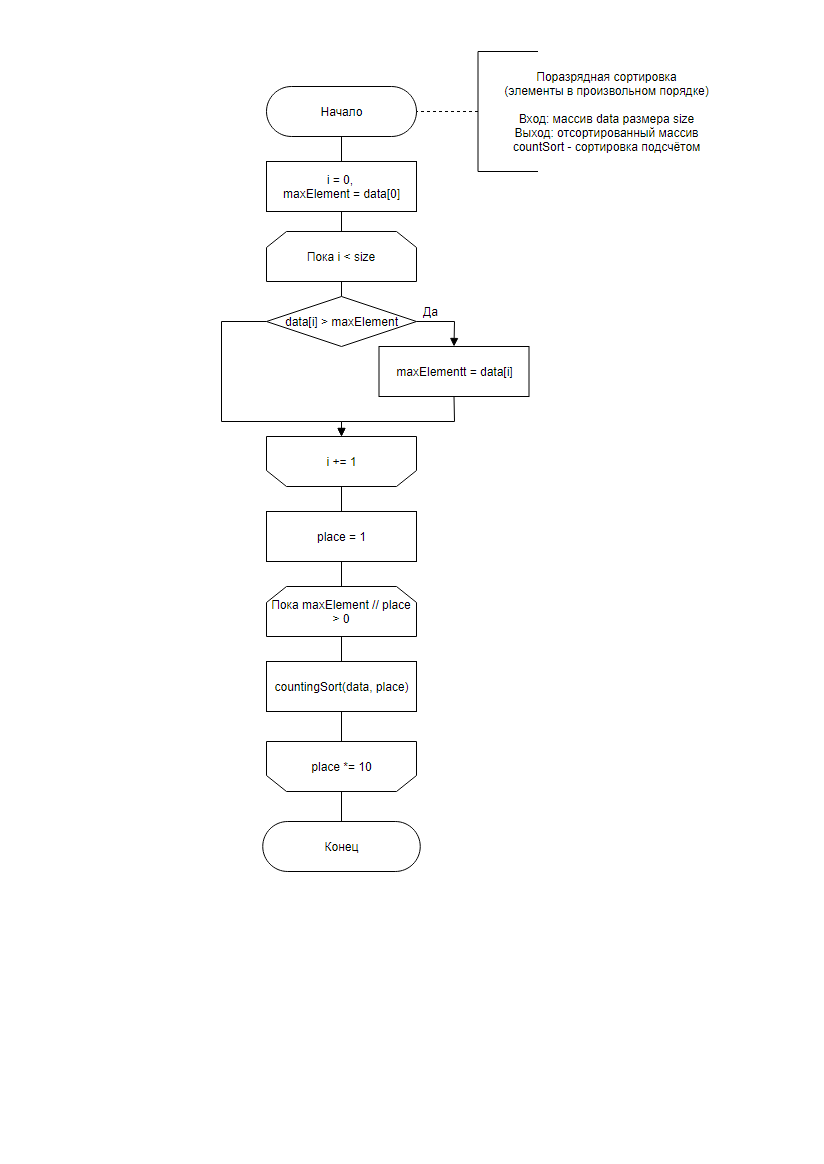 Поразрядная сортировка
(элементы в произвольном порядке)
Вход: массив data размера size
Выход: отсортированный массив
countSort - сортировка подсчётом
Начало
i = 0,
maxElement = data[0]
Пока i < size
data[i] > maxElement
Да
maxElementt = data[i]
i += 1
place = 1
Пока maxElement // place
> 0
countingSort(data, place)
place *= 10
Конец